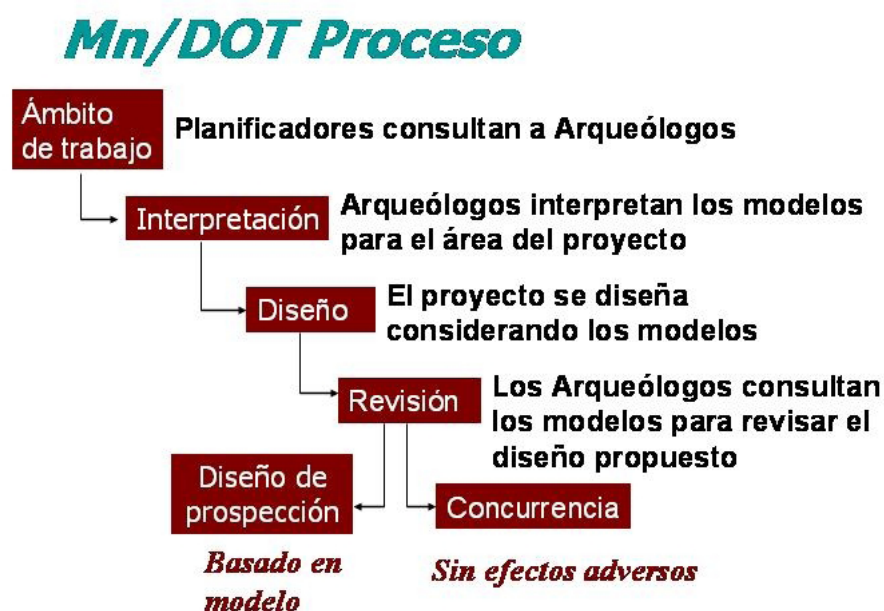 Mn/DOT Proceso
Ámbito
de trabajo
Planificadores consultan a Arqueólogos
Interpretación
Arqueólogos interpretan los modelos
para el área del proyecto
Diseño
El proyecto se diseña
considerando los modelos
Revisión
Los Arqueólogos consultan
los modelos para revisar el
diseño propuesto
Diseño de
prospección
Concurrencia
Basado en
modelo
Sin efectos adversos